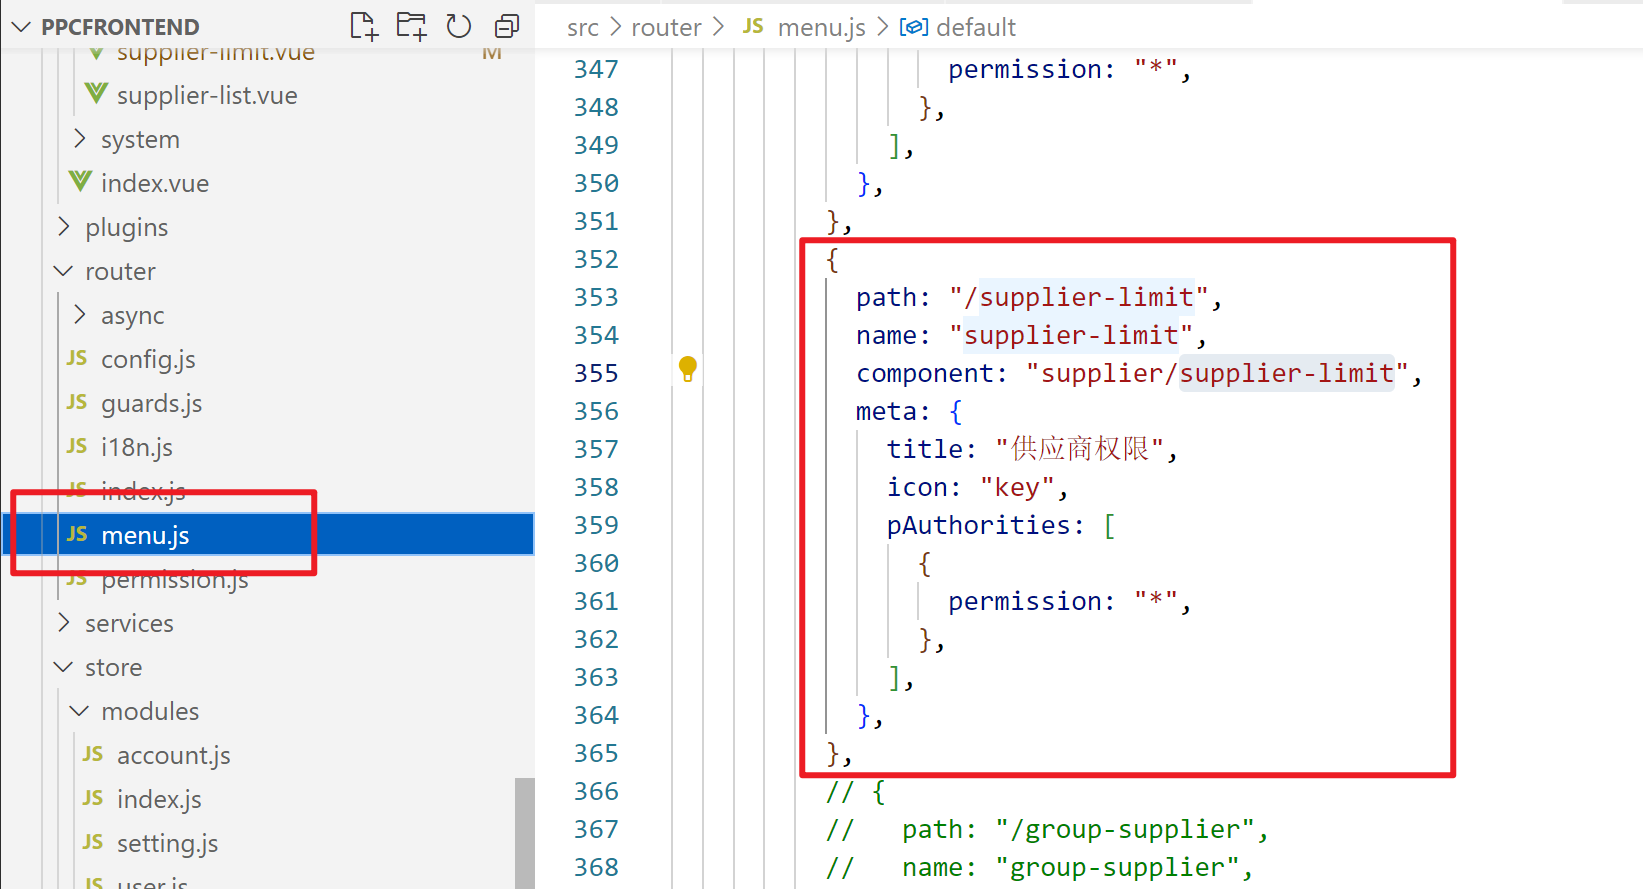 PPCFRONTEND
supplier-limit.vue M
supplier-list.vue
system
index.vue
plugins
router
async
JS config.js
JS guards.js
JS i18n.js
JS index.js
JS menu.js
JS permission.js
services
store
modules
JS account.js
JS index.js
JS setting.js
JS user.js
src > router > JS menu.js > default
347 permission: "*",
348 },
349 ],
350 },
351 },
352 {
353 path: "/supplier-limit",
354 name: "supplier-limit",
355 component: "supplier/supplier-limit",
356 meta: {
357 title: "供应商权限",
358 icon: "key",
359 pAuthorities: [
360 {
361 permission: "*",
362 },
363 ],
364 },
365 },
366 // {
367 // path: "/group-supplier",
368 // name: "group-supplier",